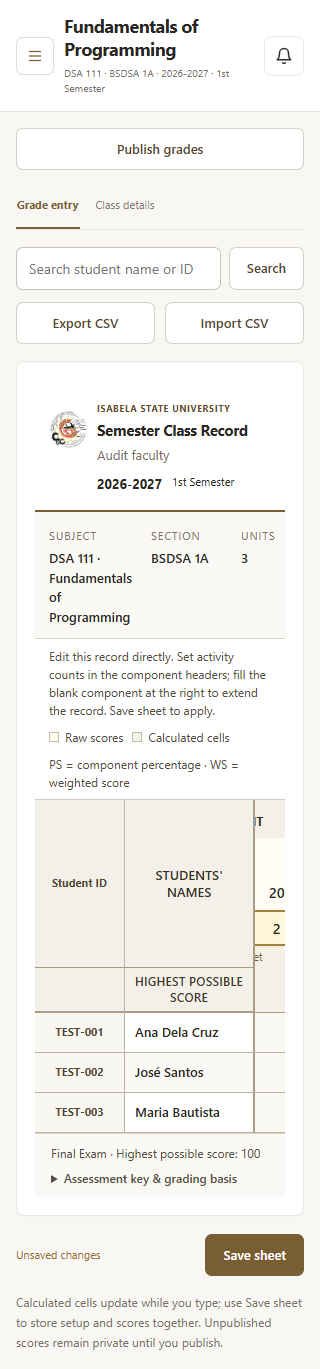 Fundamentals of
Programming
DSA 111 · BSDSA 1A · 2026-2027 · 1st
Semester
Publish grades
Grade entry
Class details
Search student name or ID
Search
Export CSV
Import CSV
ISABELA STATE UNIVERSITY
Semester Class Record
Audit faculty
2026-2027 1st Semester
SUBJECT SECTION UNITS
DSA 111 · BSDSA 1A 3
Fundamentals
of
Programming
Edit this record directly. Set activity
counts in the component headers; fill the
blank component at the right to extend
the record. Save sheet to apply.
Raw scores Calculated cells
PS = component percentage · WS =
weighted score
Student ID
STUDENTS'
NAMES
20
2
HIGHEST POSSIBLE
SCORE
TEST-001 Ana Dela Cruz
TEST-002 José Santos
TEST-003 Maria Bautista
Final Exam · Highest possible score: 100
Assessment key & grading basis
Unsaved changes
Save sheet
Calculated cells update while you type; use Save sheet
to store setup and scores together. Unpublished
scores remain private until you publish.